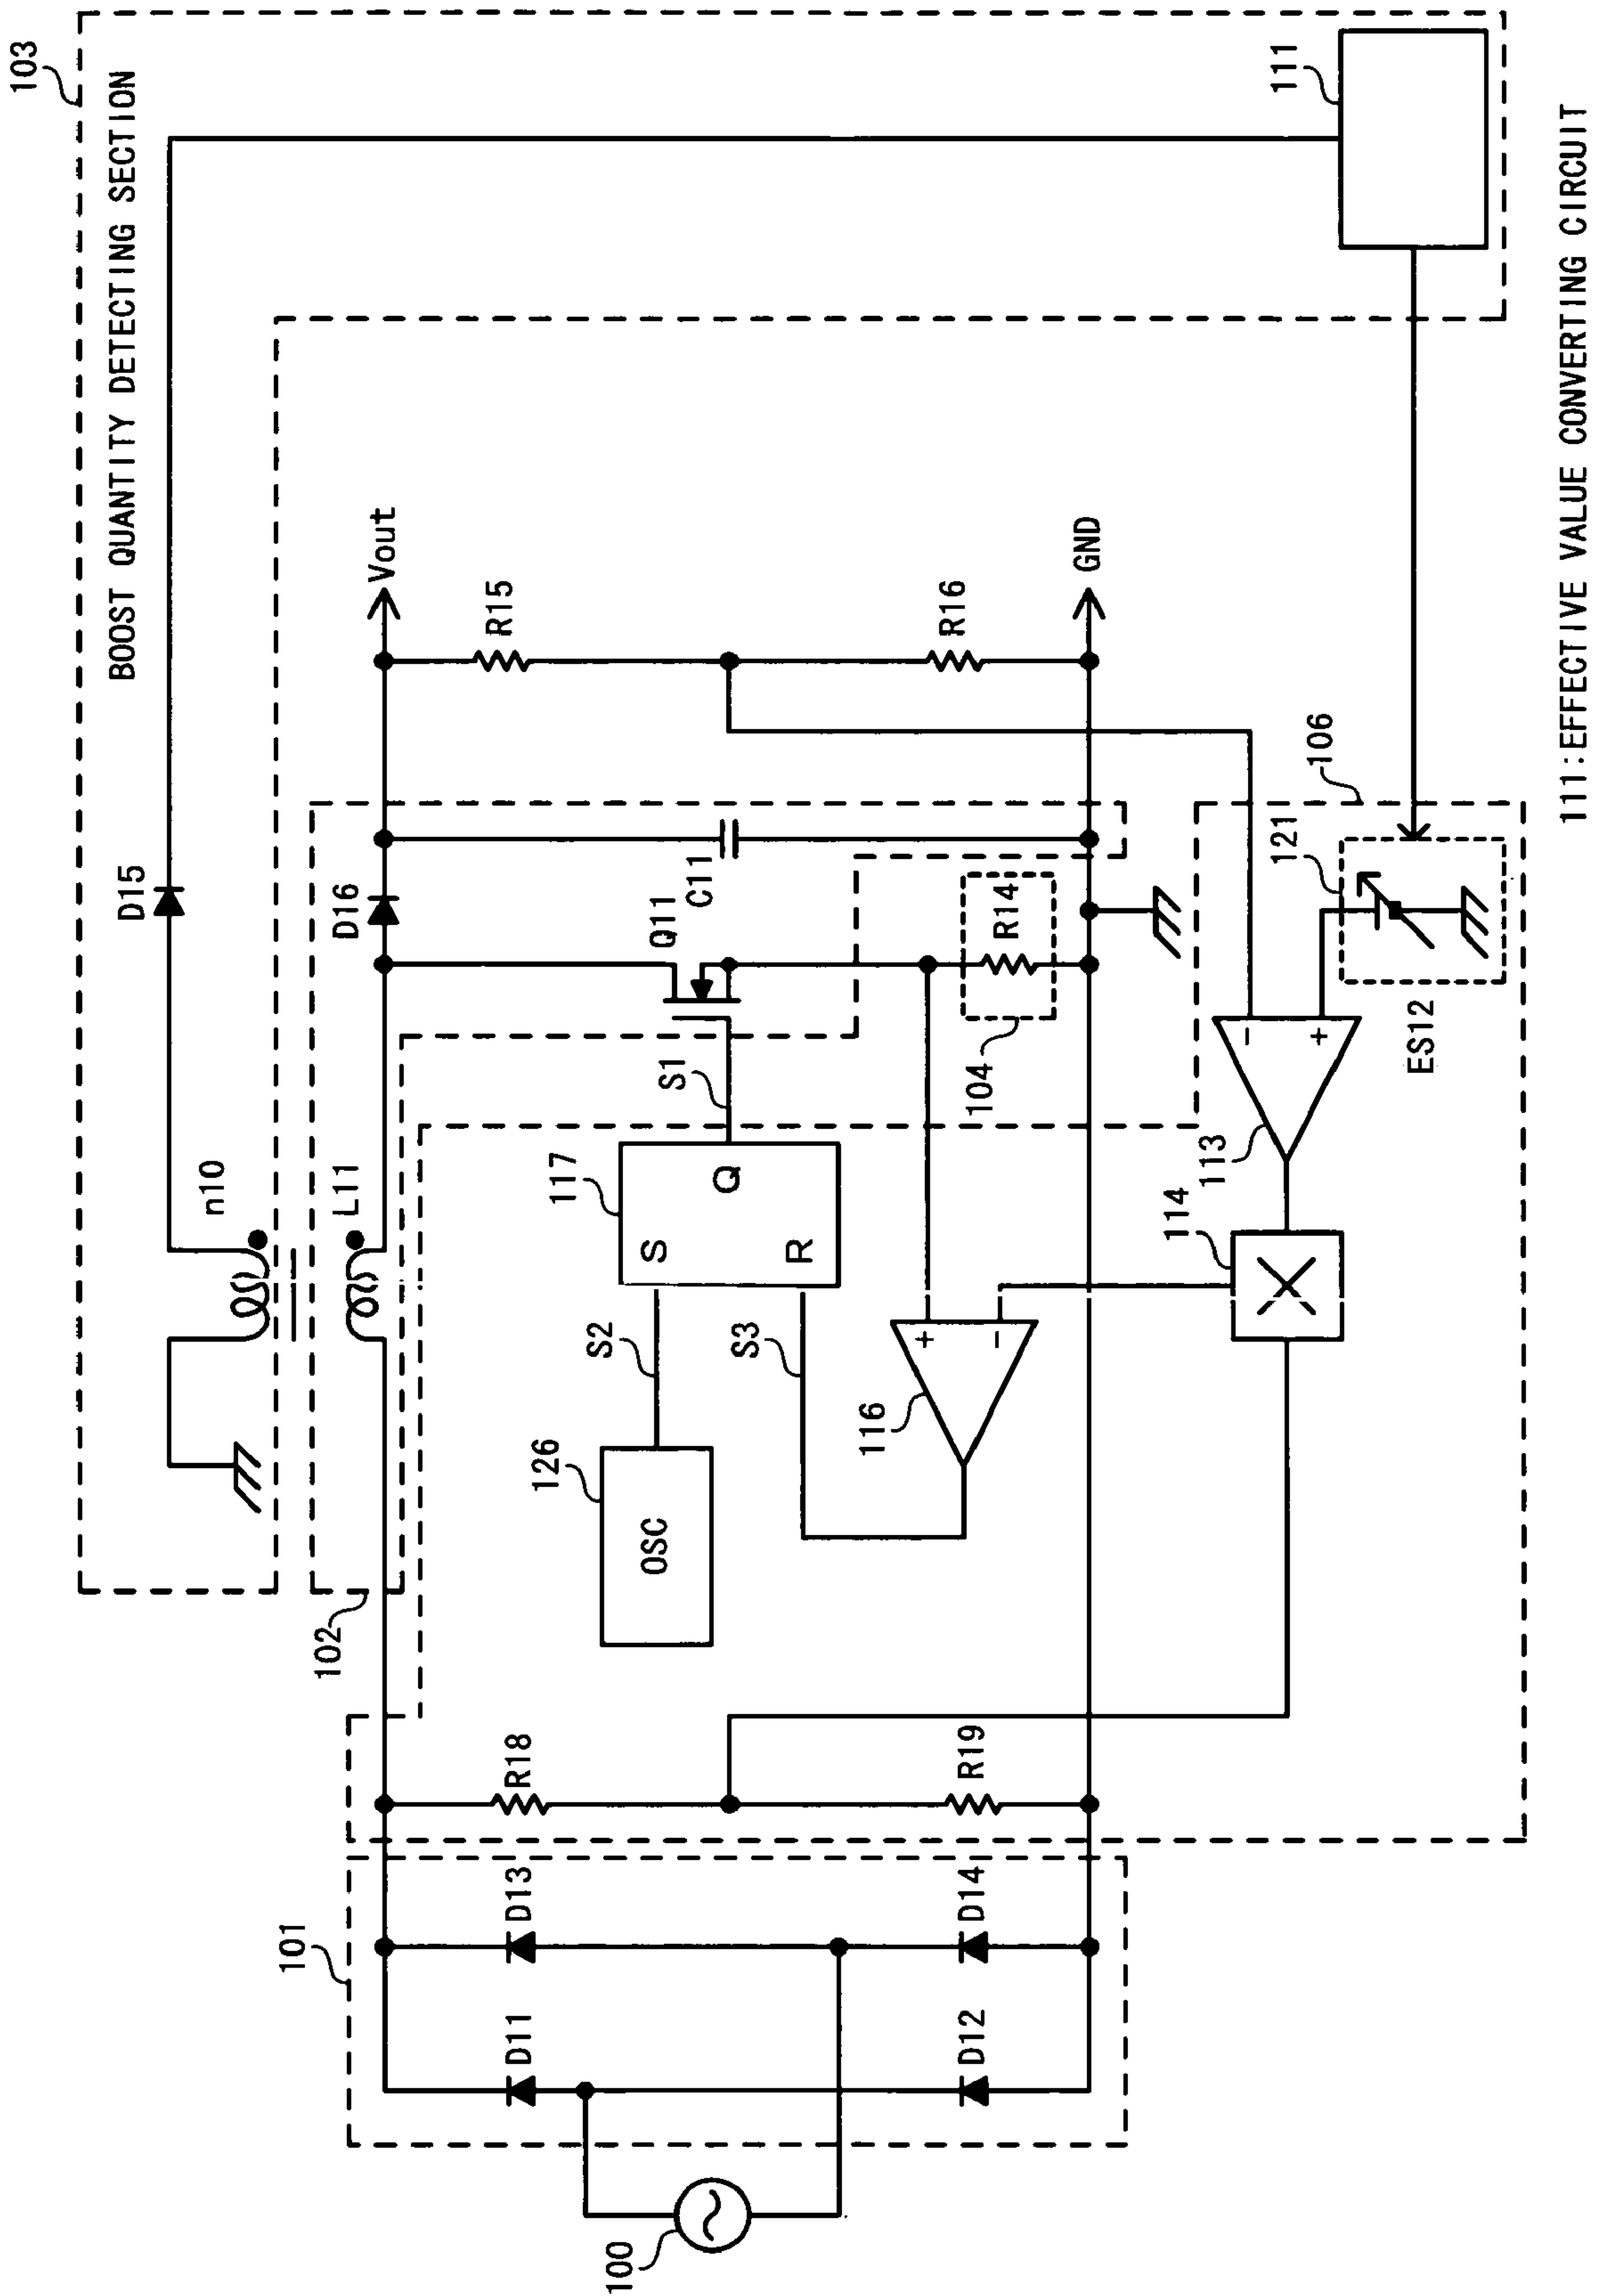 103
BOOST QUANTITY DETECTING SECTION
n10
D15
111
102
L11
D16
Vout
126
OSC
S2
117
S
R
Q
S1
Q11
C11
R15
101
D11
D13
R18
S3
116
+
-
104
R14
R16
100
D12
D14
R19
GND
114
113
-
+
ES12
121
106
111:EFFECTIVE VALUE CONVERTING CIRCUIT